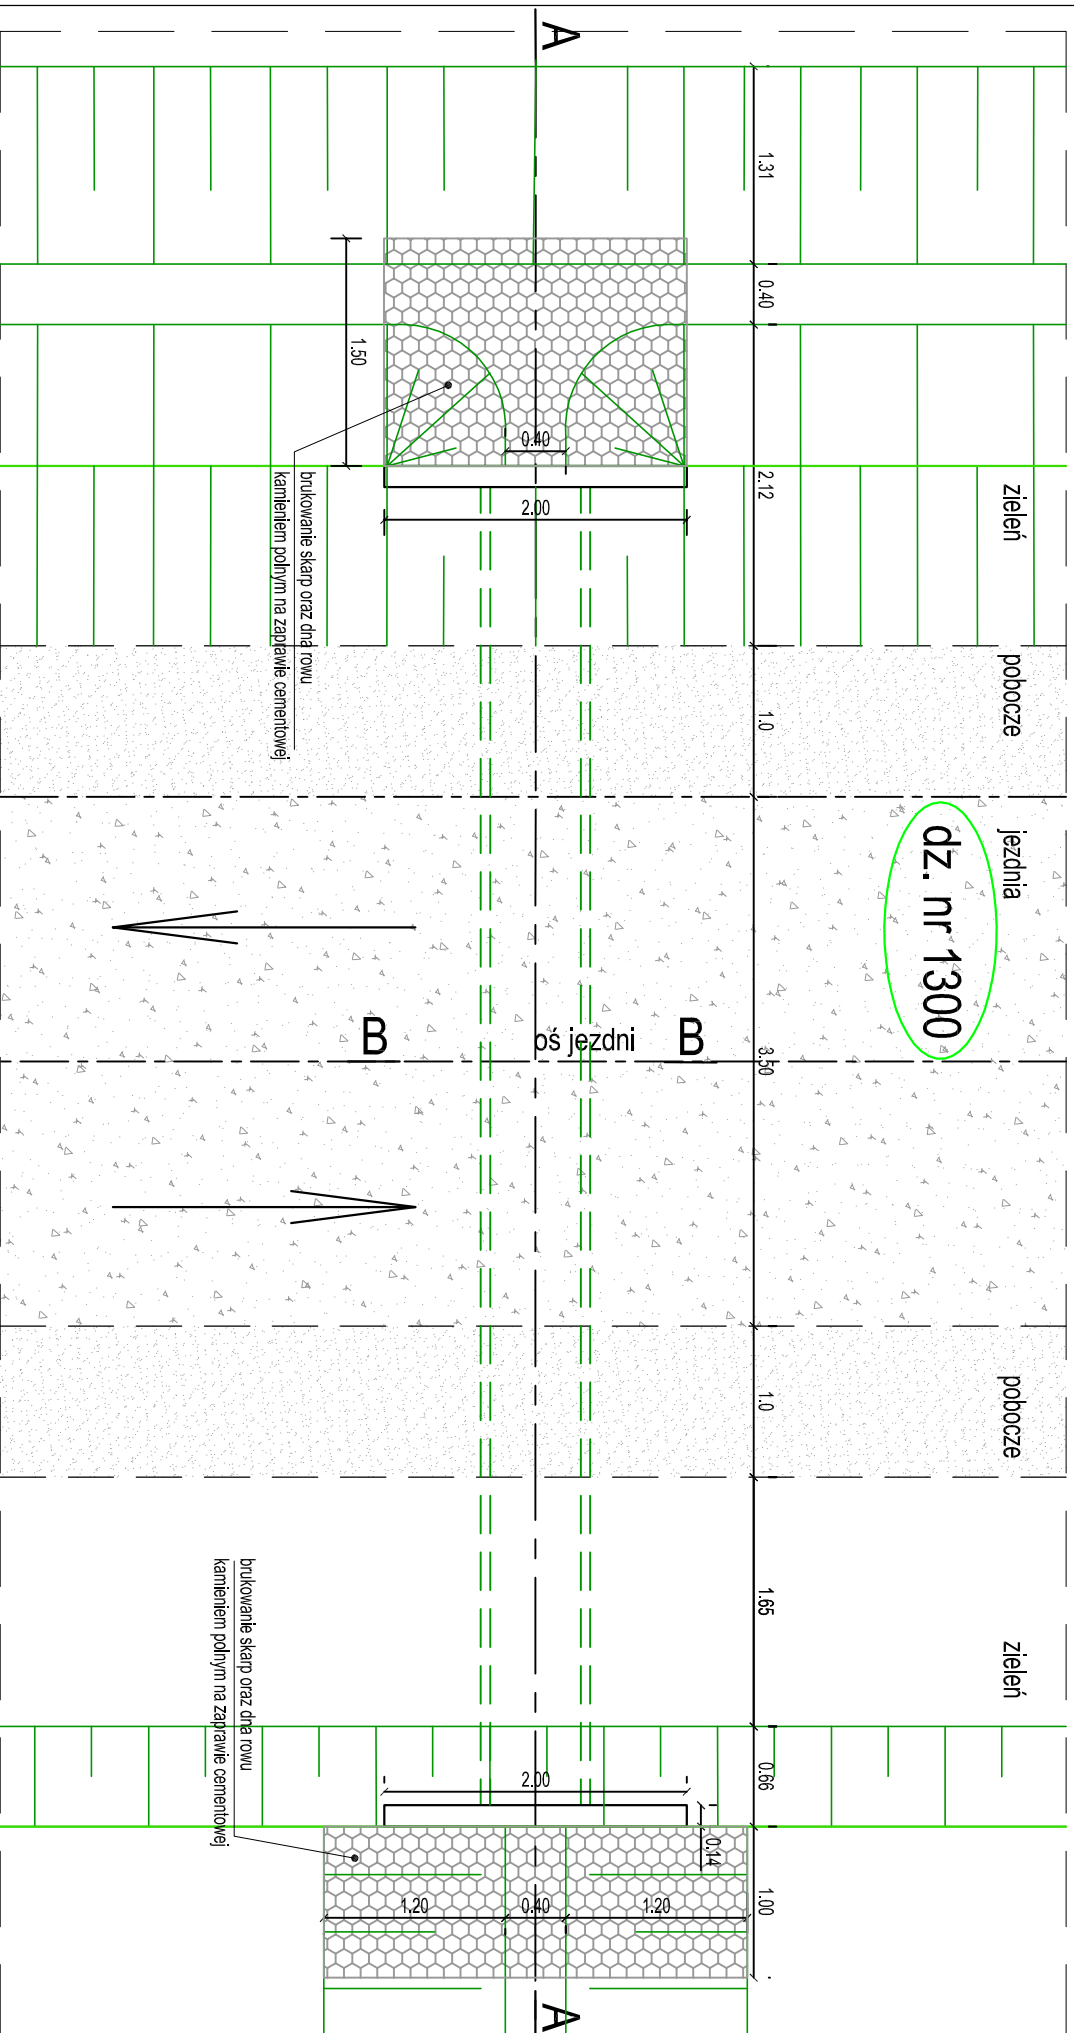 A
1.31
0.40
1.50
0.40
2.12
2.00
zieleń
brukowanie skarp oraz dna rowu
kamieniem polnym na zaprawie cementowej
pobocze
1.0
jezdnia
dz. nr 1300
B
oś jezdni
B
3.50
pobocze
1.0
1.65
zieleń
brukowanie skarp oraz dna rowu
kamieniem polnym na zaprawie cementowej
2.00
0.66
0.14
1.20
0.40
1.20
1.00
A